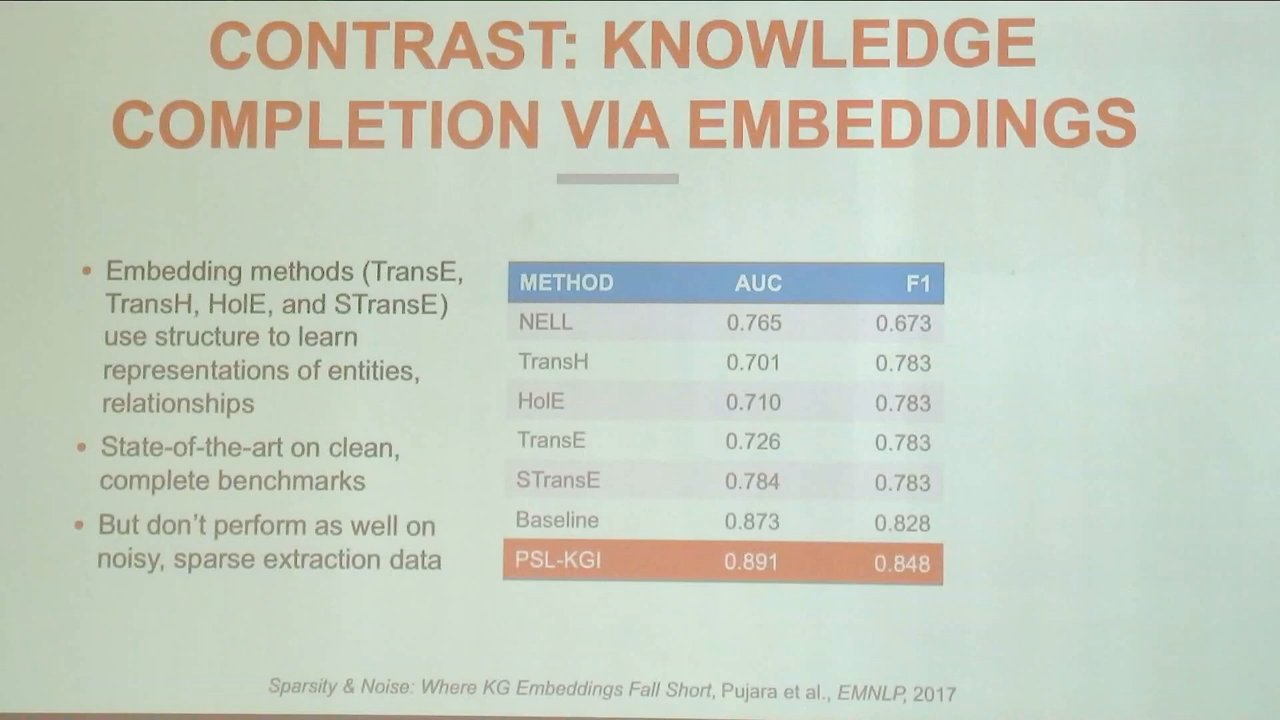 CONTRAST: KNOWLEDGE
COMPLETION VIA EMBEDDINGS
• Embedding methods (TransE,
TransH, HolE, and STransE)
use structure to learn
representations of entities,
relationships
• State-of-the-art on clean,
complete benchmarks
• But don't perform as well on
noisy, sparse extraction data
METHOD AUC F1
NELL 0.765 0.673
TransH 0.701 0.783
HolE 0.710 0.783
TransE 0.726 0.783
STransE 0.784 0.783
Baseline 0.873 0.828
PSL-KGI 0.891 0.848
Sparsity & Noise: Where KG Embeddings Fall Short, Pujara et al., EMNLP, 2017